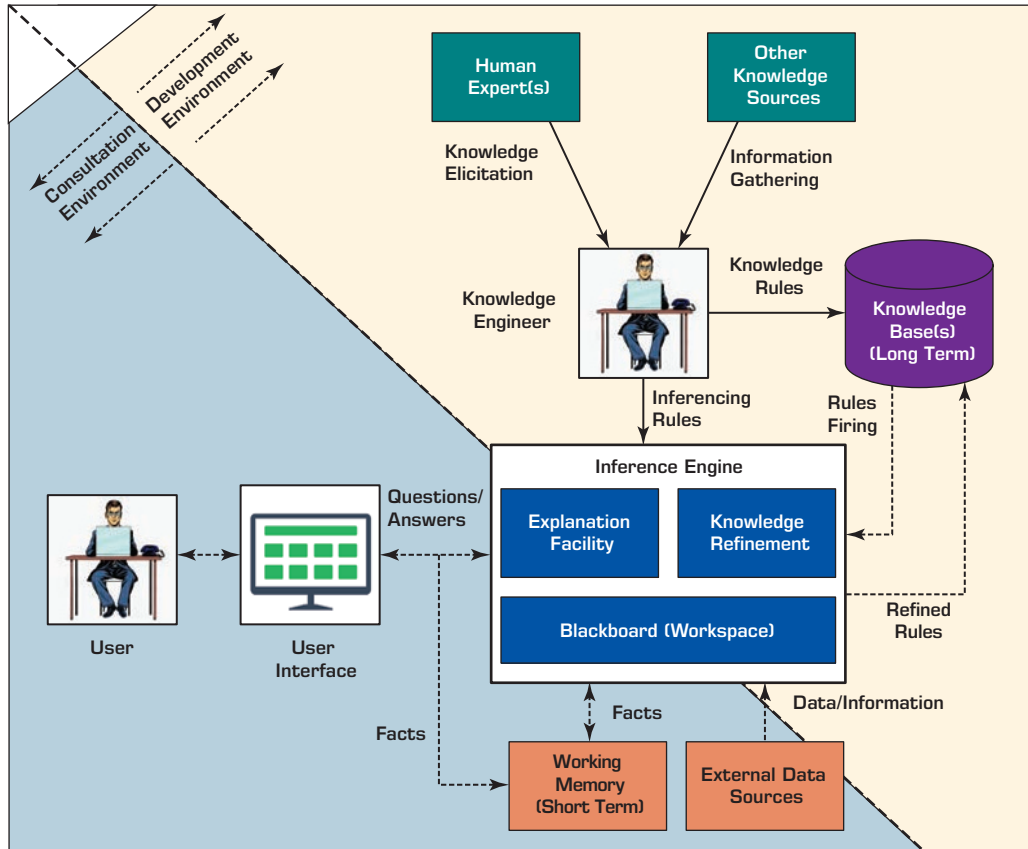 Development
Environment
Consultation
Environment
Human
Expert(s)
Other
Knowledge
Sources
Knowledge
Elicitation
Information
Gathering
Knowledge
Engineer
Knowledge
Rules
Knowledge
Base(s)
(Long Term)
Inferencing
Rules
Rules
Firing
Inference Engine
Explanation
Facility
Knowledge
Refinement
Blackboard (Workspace)
Refined
Rules
Questions/
Answers
User
User
Interface
Facts
Facts
Data/Information
Working
Memory
(Short Term)
External Data
Sources